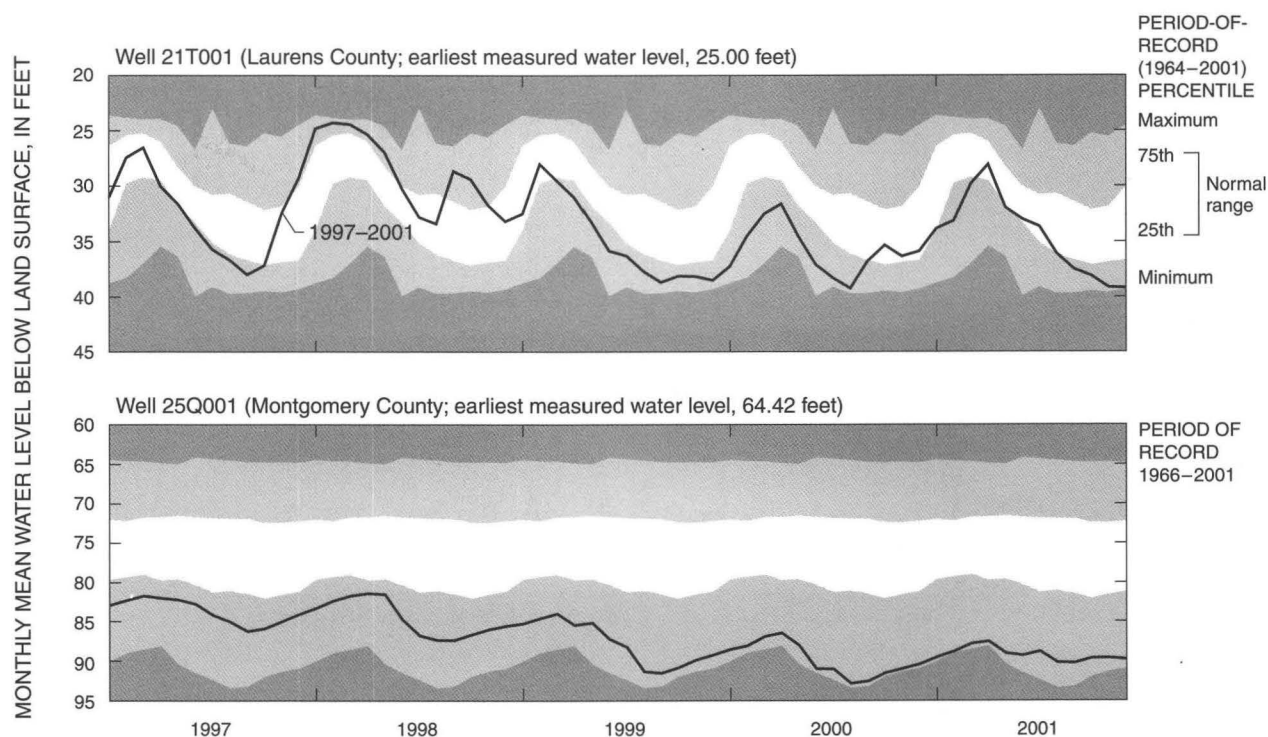 MONTHLY MEAN WATER LEVEL BELOW LAND SURFACE, IN FEET
Well 21T001 (Laurens County; earliest measured water level, 25.00 feet)
20
25
30
35
40
45
1997–2001
PERIOD-OF-
RECORD
(1964–2001)
PERCENTILE
Maximum
75th
Normal
range
25th
Minimum
Well 25Q001 (Montgomery County; earliest measured water level, 64.42 feet)
60
65
70
75
80
85
90
95
PERIOD OF
RECORD
1966–2001
1997 1998 1999 2000 2001